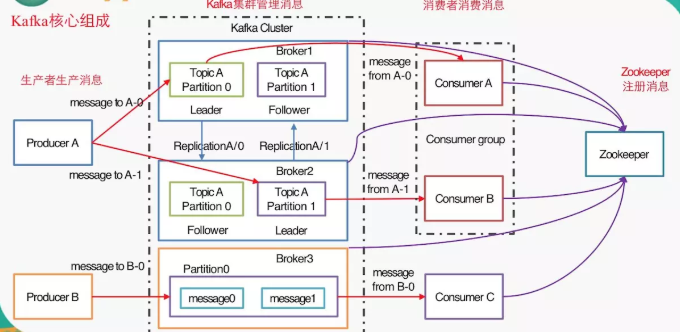 Kafka集群管理消息
消费者消费消息
Kafka核心组成
Kafka Cluster
Broker1
生产者生产消息
Topic A
Partition 0
Topic A
Partition 1
message
from A-0
Consumer A
Zookeeper
注册消息
message to A-0
Leader
Follower
Producer A
ReplicationA/0
ReplicationA/1
Consumer group
Zookeeper
message to A-1
Broker2
Topic A
Partition 0
Topic A
Partition 1
message
from A-1
Consumer B
Follower
Leader
Broker3
message to B-0
Partition0
message
from B-0
Producer B
message0
message1
Consumer C